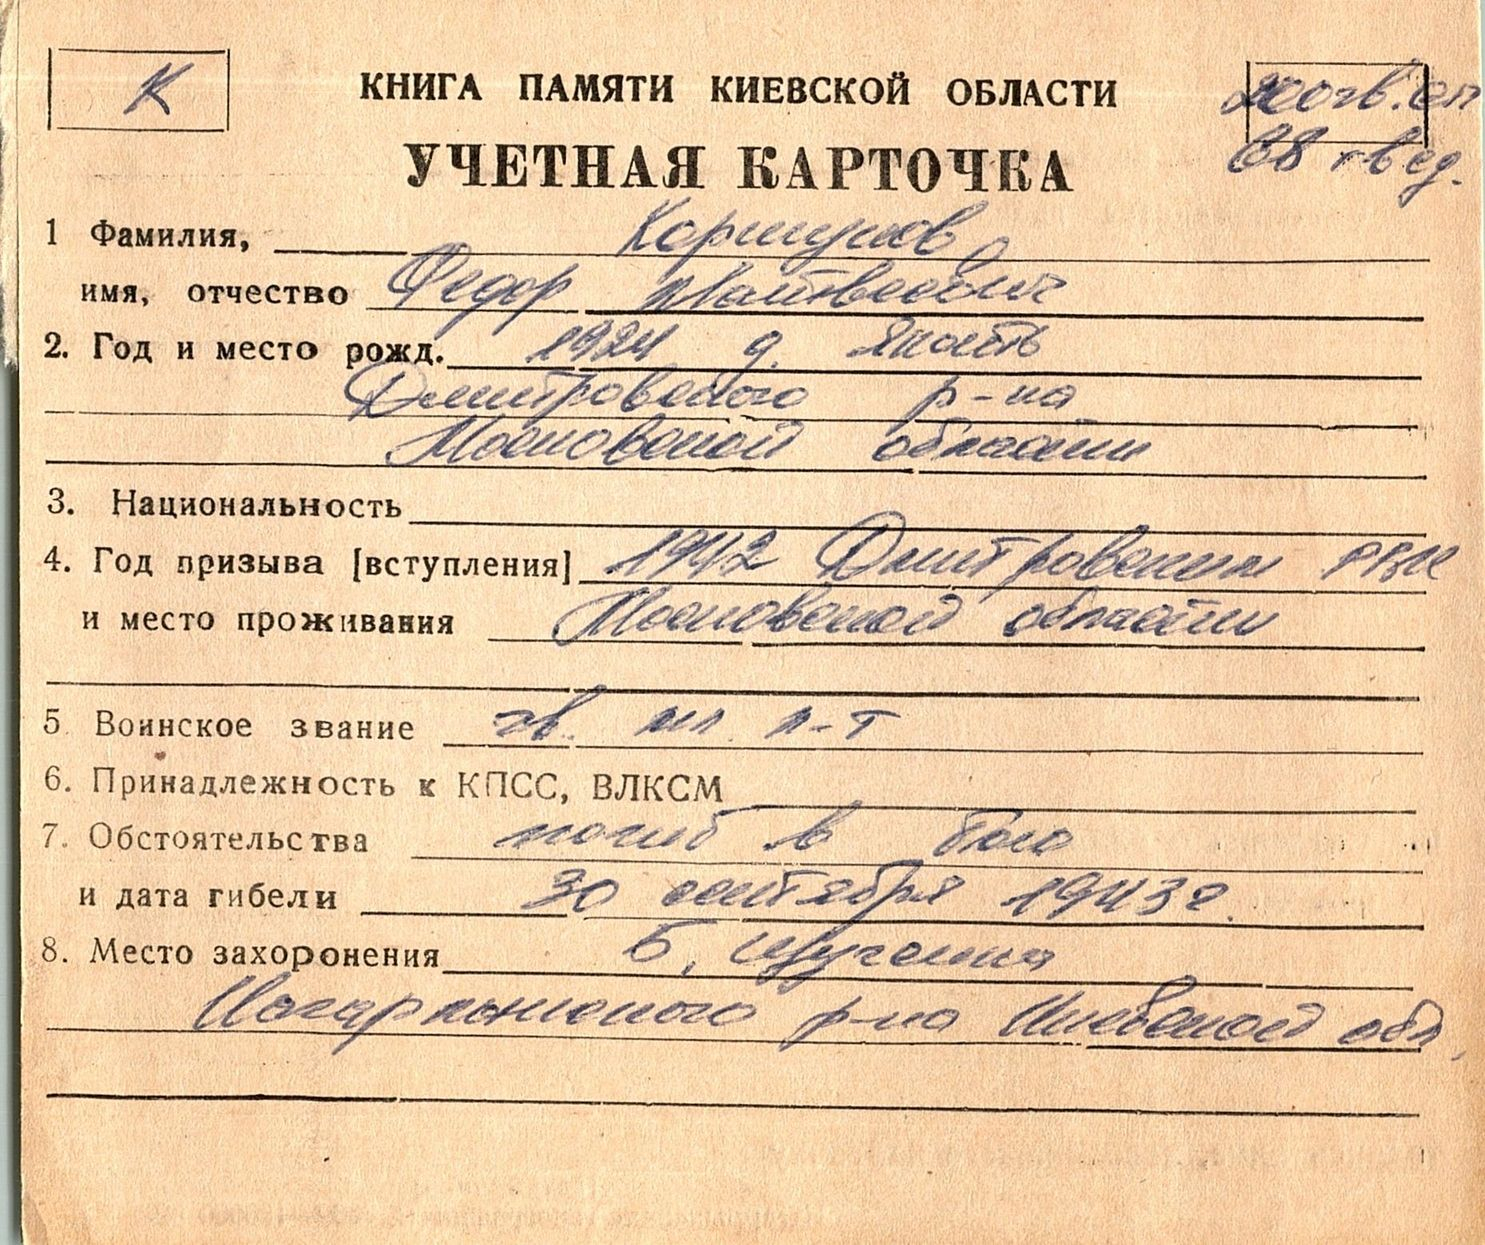 К
КНИГА ПАМЯТИ КИЕВСКОЙ ОБЛАСТИ
200 гв. сп
68 гв сд.
УЧЕТНАЯ КАРТОЧКА
1 Фамилия, Коршунов
имя, отчество Федор Матвеевич
2. Год и место рожд. 1924 д. Якоть
Дмитровского р-на
Московской области
3. Национальность
4. Год призыва [вступления] 1942 Дмитровским РВК
и место проживания Московской области
5. Воинское звание гв. мл. л-т
6. Принадлежность к КПСС, ВЛКСМ
7. Обстоятельства погиб в бою
и дата гибели 30 сентября 1943 г.
8. Место захоронения Б. Щученка
Кагарлыкского р-на Киевской обл.